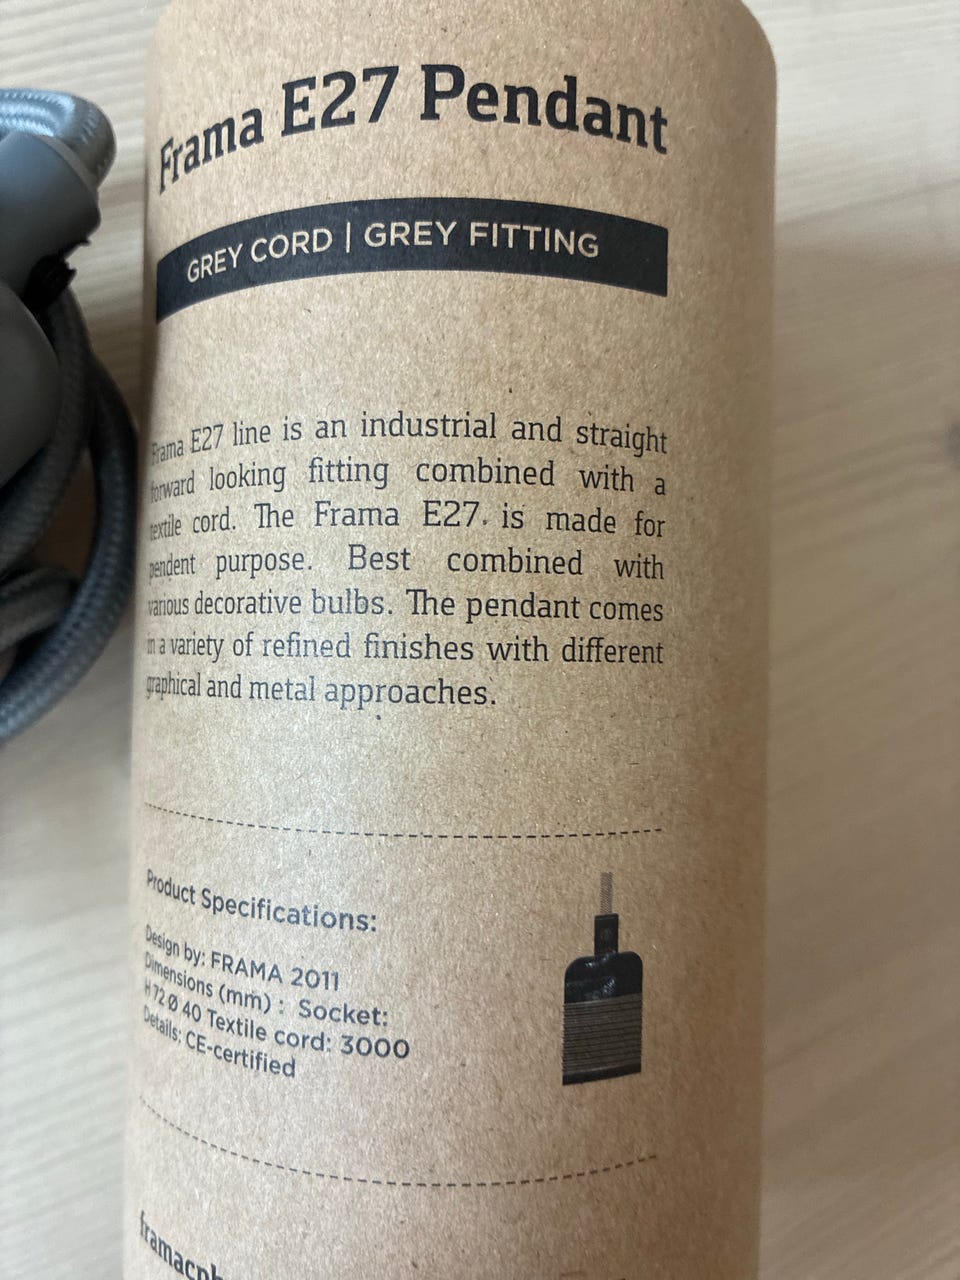 Frama E27 Pendant
GREY CORD | GREY FITTING
Frama E27 line is an industrial and straight
forward looking fitting combined with a
textile cord. The Frama E27. is made for
pendent purpose. Best combined with
various decorative bulbs. The pendant comes
in a variety of refined finishes with different
graphical and metal approaches.
Product Specifications:
Design by: FRAMA 2011
Dimensions (mm) : Socket:
H 72 Ø 40 Textile cord: 3000
Details: CE-certified
framacph